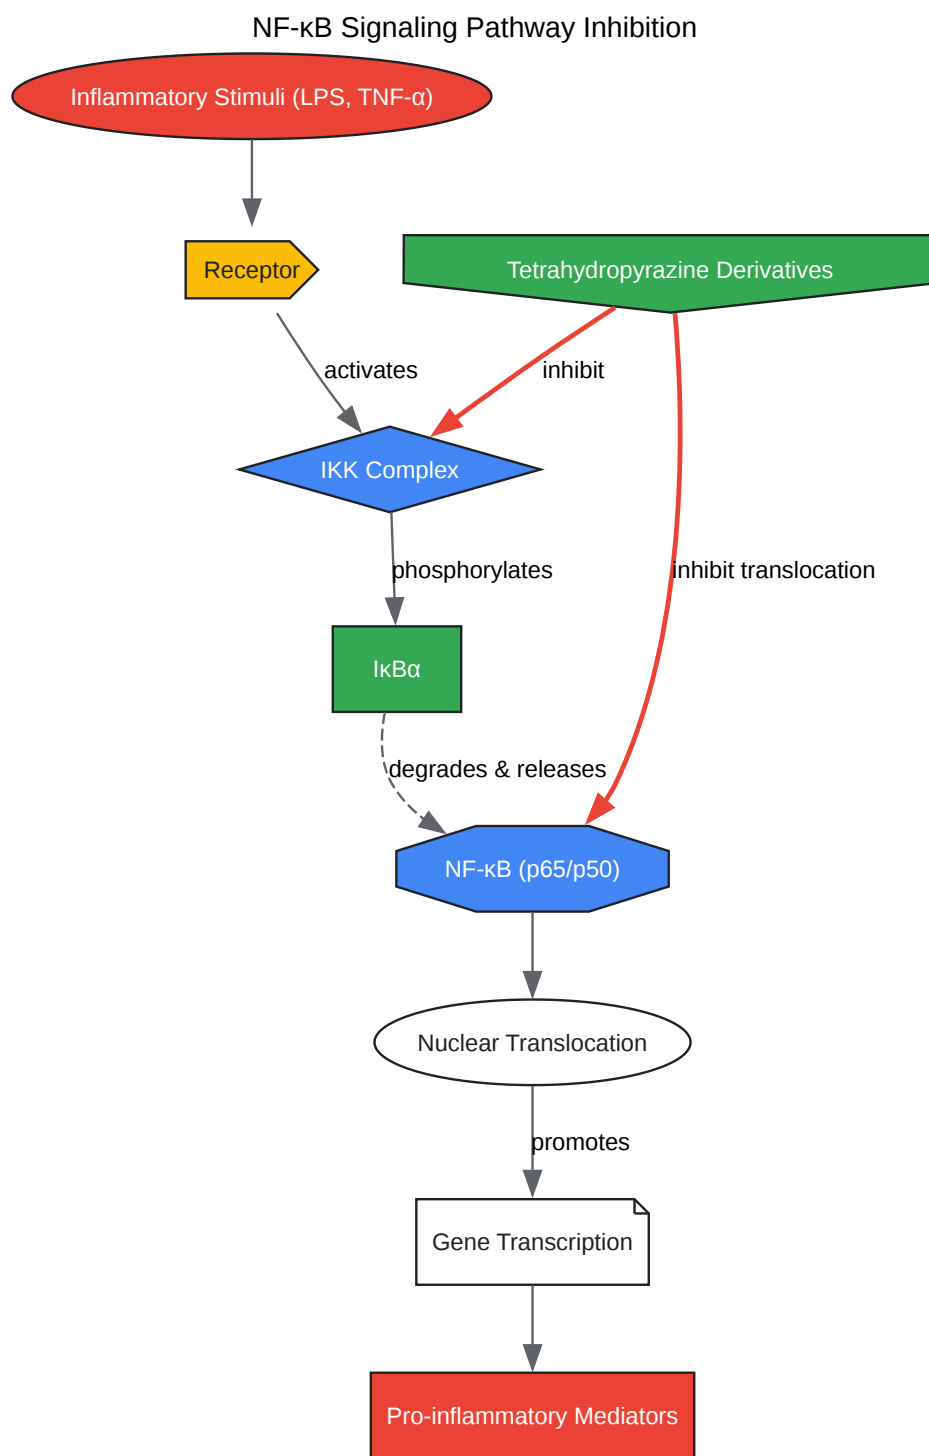 NF-κB Signaling Pathway Inhibition
Inflammatory Stimuli (LPS, TNF-α)
Receptor
Tetrahydropyrazine Derivatives
activates
inhibit
IKK Complex
phosphorylates
inhibit translocation
IκBα
degrades & releases
NF-κB (p65/p50)
Nuclear Translocation
promotes
Gene Transcription
Pro-inflammatory Mediators